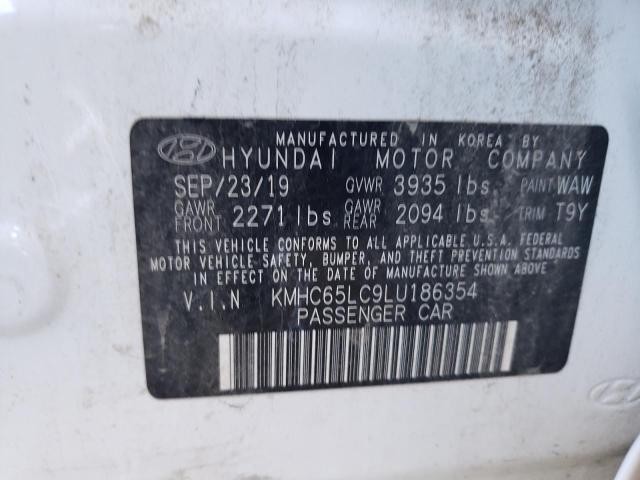 MANUFACTURED IN KOREA BY
HYUNDAI MOTOR COMPANY
SEP/23/19 GVWR 3935 lbs PAINT WAW
GAWR FRONT 2271 lbs GAWR REAR 2094 lbs TRIM T9Y
THIS VEHICLE CONFORMS TO ALL APPLICABLE U.S.A. FEDERAL
MOTOR VEHICLE SAFETY, BUMPER, AND THEFT PREVENTION STANDARDS
IN EFFECT ON THE DATE OF MANUFACTURE SHOWN ABOVE
V.I.N KMHC65LC9LU186354
PASSENGER CAR